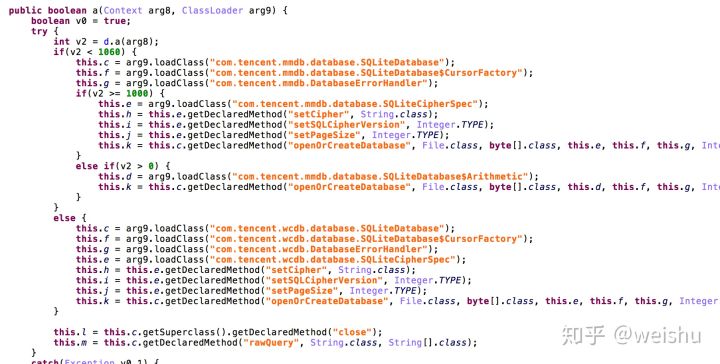 public boolean a(Context arg8, ClassLoader arg9) {
    boolean v0 = true;
    try {
        int v2 = d.a(arg8);
        if(v2 < 1060) {
            this.c = arg9.loadClass("com.tencent.mmdb.database.SQLiteDatabase");
            this.f = arg9.loadClass("com.tencent.mmdb.database.SQLiteDatabase$CursorFactory");
            this.g = arg9.loadClass("com.tencent.mmdb.DatabaseErrorHandler");
            if(v2 >= 1000) {
                this.e = arg9.loadClass("com.tencent.mmdb.database.SQLiteCipherSpec");
                this.h = this.e.getDeclaredMethod("setCipher", String.class);
                this.i = this.e.getDeclaredMethod("setSQLCipherVersion", Integer.TYPE);
                this.j = this.e.getDeclaredMethod("setPageSize", Integer.TYPE);
                this.k = this.c.getDeclaredMethod("openOrCreateDatabase", File.class, byte[].class, this.e, this.f, this.g, Inte
            }
            else if(v2 > 0) {
                this.d = arg9.loadClass("com.tencent.mmdb.database.SQLiteDatabase$Arithmetic");
                this.k = this.c.getDeclaredMethod("openOrCreateDatabase", File.class, byte[].class, this.d, this.f, this.g, Inte
            }
        }
        else {
            this.c = arg9.loadClass("com.tencent.wcdb.database.SQLiteDatabase");
            this.f = arg9.loadClass("com.tencent.wcdb.database.SQLiteDatabase$CursorFactory");
            this.g = arg9.loadClass("com.tencent.wcdb.DatabaseErrorHandler");
            this.e = arg9.loadClass("com.tencent.wcdb.database.SQLiteCipherSpec");
            this.h = this.e.getDeclaredMethod("setCipher", String.class);
            this.i = this.e.getDeclaredMethod("setSQLCipherVersion", Integer.TYPE);
            this.j = this.e.getDeclaredMethod("setPageSize", Integer.TYPE);
            this.k = this.c.getDeclaredMethod("openOrCreateDatabase", File.class, byte[].class, this.e, this.f, this.g, Integer
        }

        this.l = this.c.getSuperclass().getDeclaredMethod("close");
        this.m = this.c.getDeclaredMethod("rawQuery", String.class, String[].class);
    }
    catch(Exception v0_1) {
知乎 @weishu